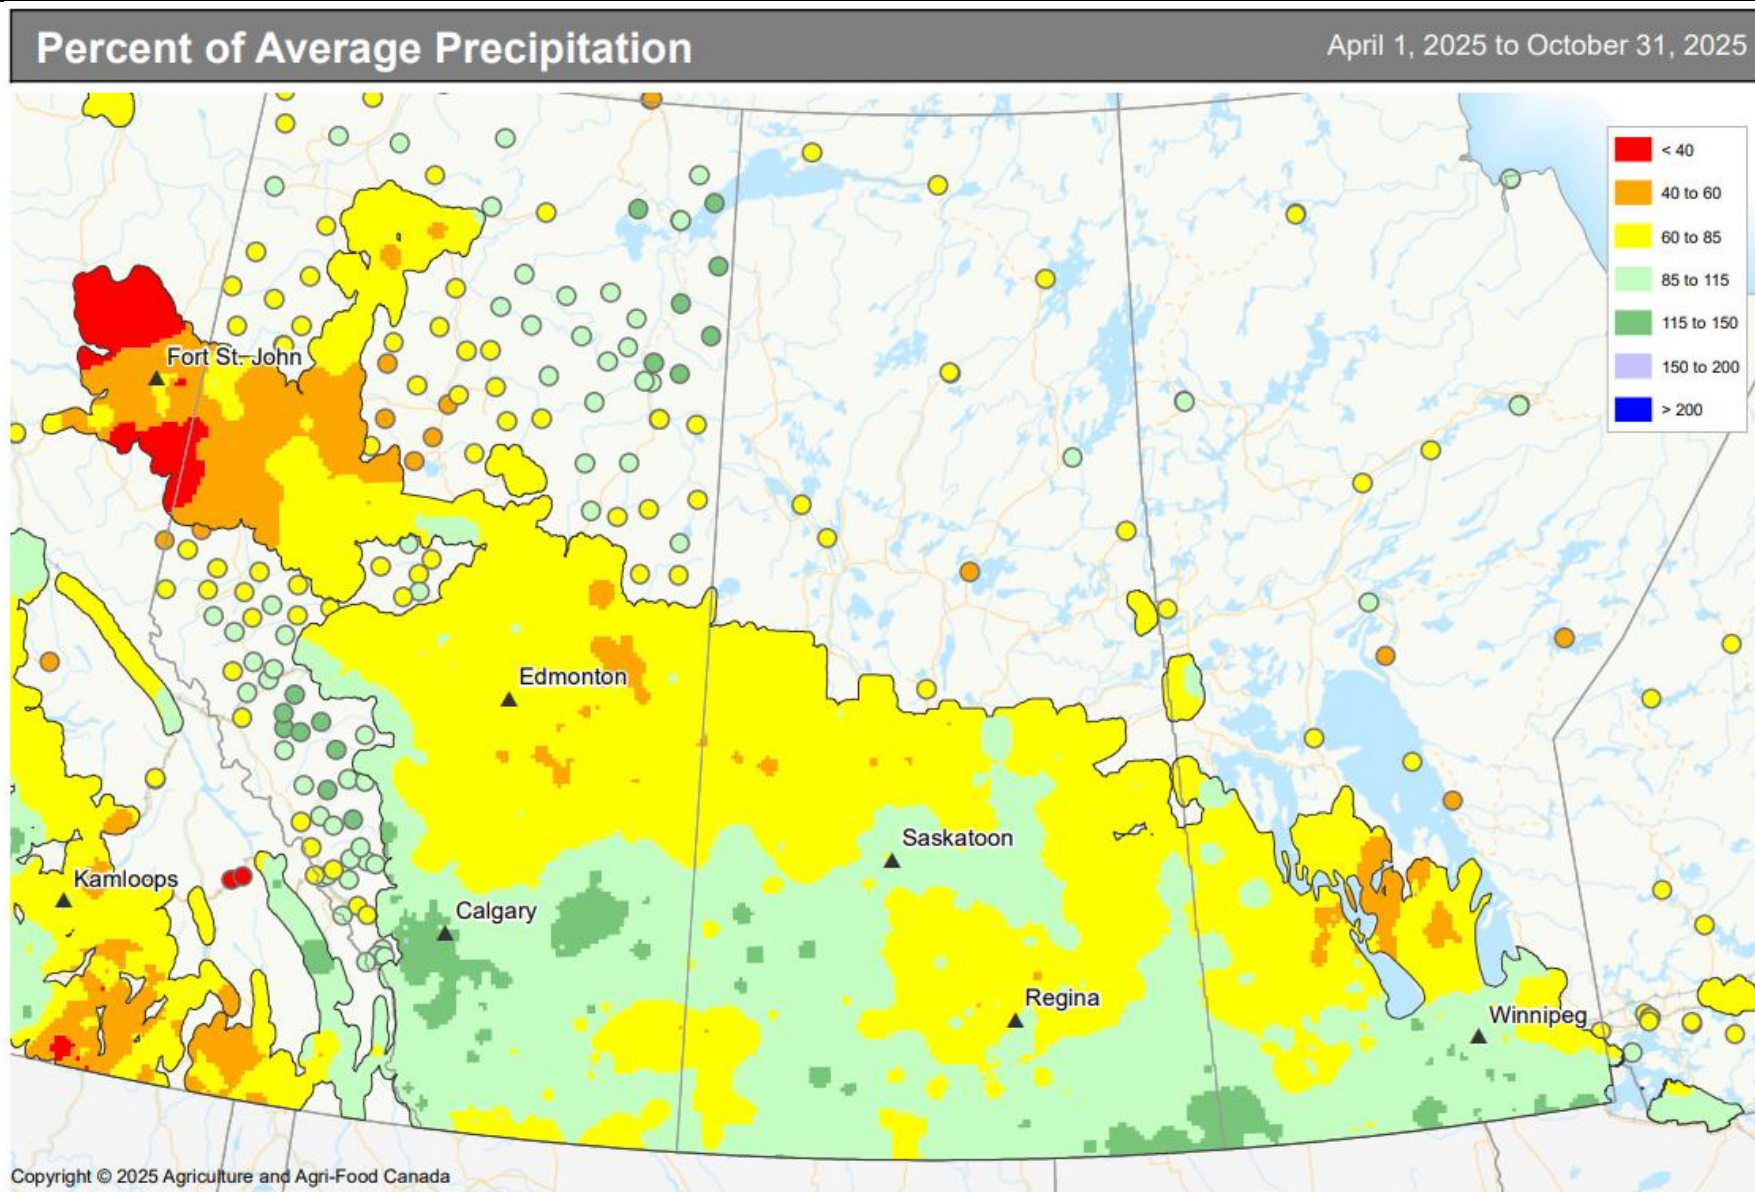 Percent of Average Precipitation
April 1, 2025 to October 31, 2025
< 40
40 to 60
60 to 85
85 to 115
115 to 150
150 to 200
> 200
Fort St. John
Edmonton
Saskatoon
Kamloops
Calgary
Regina
Winnipeg
Copyright © 2025 Agriculture and Agri-Food Canada